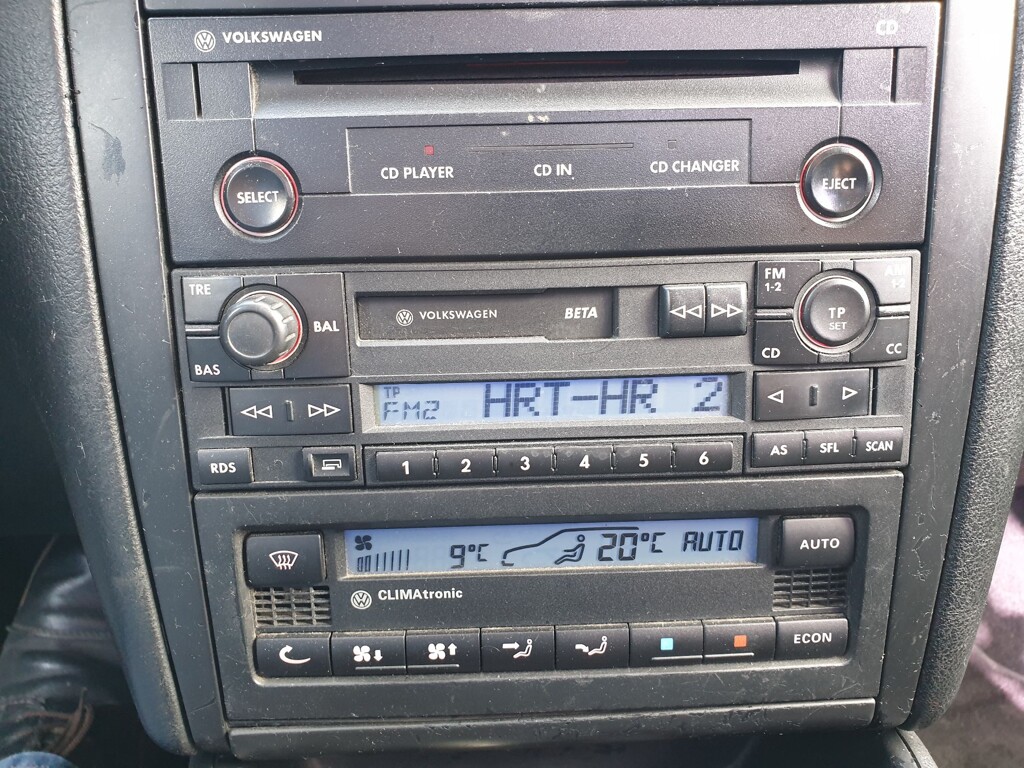 VOLKSWAGEN CD
SELECT CD PLAYER CD IN CD CHANGER EJECT
TRE BAL VOLKSWAGEN BETA FM 1-2 TP SET AM 1-2
BAS CD CC
TP
FM2 HRT-HR 2
RDS 1 2 3 4 5 6 AS SFL SCAN
9°C 20°C AUTO AUTO
CLIMAtronic
ECON